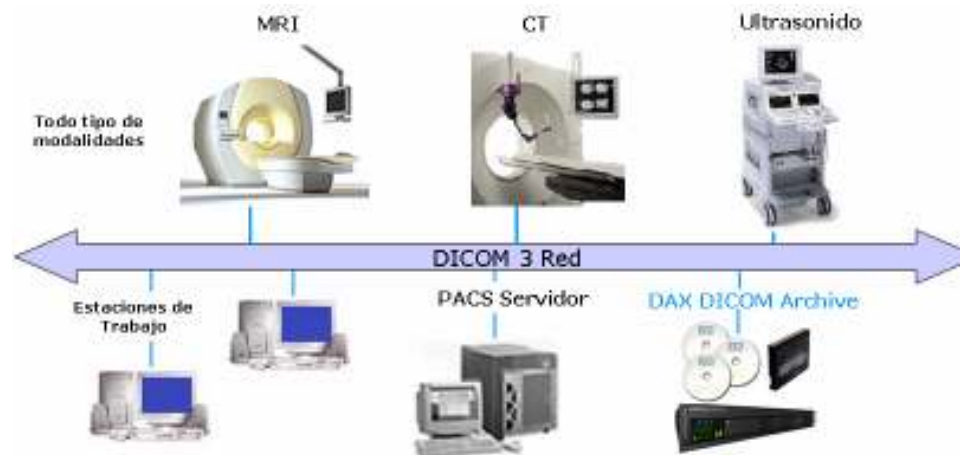 MRI
CT
Ultrasonido
Todo tipo de
modalidades
DICOM 3 Red
Estaciones de
Trabajo
PACS Servidor
DAX DICOM Archive